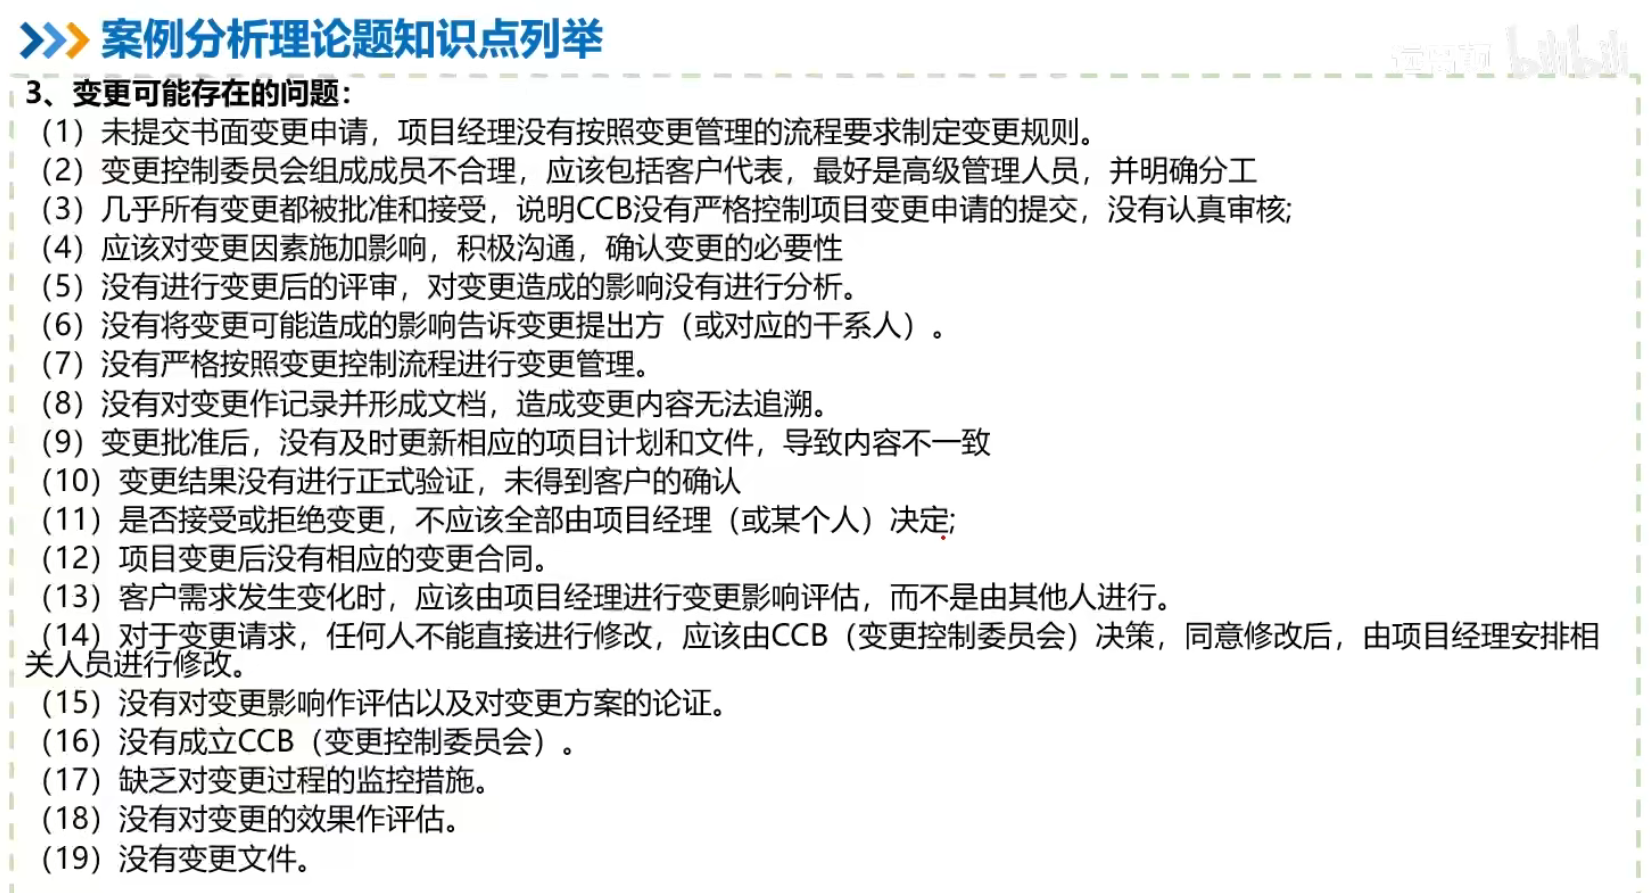 案例分析理论题知识点列举
bilibili
3、变更可能存在的问题：
（1）未提交书面变更申请，项目经理没有按照变更管理的流程要求制定变更规则。
（2）变更控制委员会组成成员不合理，应该包括客户代表，最好是高级管理人员，并明确分工
（3）几乎所有变更都被批准和接受，说明CCB没有严格控制项目变更申请的提交，没有认真审核;
（4）应该对变更因素施加影响，积极沟通，确认变更的必要性
（5）没有进行变更后的评审，对变更造成的影响没有进行分析。
（6）没有将变更可能造成的影响告诉变更提出方（或对应的干系人）。
（7）没有严格按照变更控制流程进行变更管理。
（8）没有对变更作记录并形成文档，造成变更内容无法追溯。
（9）变更批准后，没有及时更新相应的项目计划和文件，导致内容不一致
（10）变更结果没有进行正式验证，未得到客户的确认
（11）是否接受或拒绝变更，不应该全部由项目经理（或某个人）决定;
（12）项目变更后没有相应的变更合同。
（13）客户需求发生变化时，应该由项目经理进行变更影响评估，而不是由其他人进行。
（14）对于变更请求，任何人不能直接进行修改，应该由CCB（变更控制委员会）决策，同意修改后，由项目经理安排相
关人员进行修改。
（15）没有对变更影响作评估以及对变更方案的论证。
（16）没有成立CCB（变更控制委员会）。
（17）缺乏对变更过程的监控措施。
（18）没有对变更的效果作评估。
（19）没有变更文件。